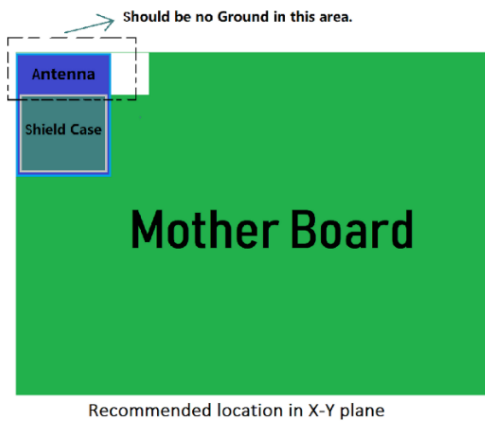 Should be no Ground in this area.
Antenna
Shield Case
Mother Board
Recommended location in X-Y plane